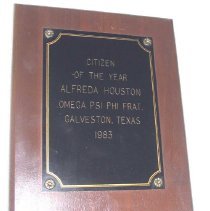 CITIZEN
OF THE YEAR
ALFREDA HOUSTON
OMEGA PSI PHI FRAT.
GALVESTON, TEXAS
1983